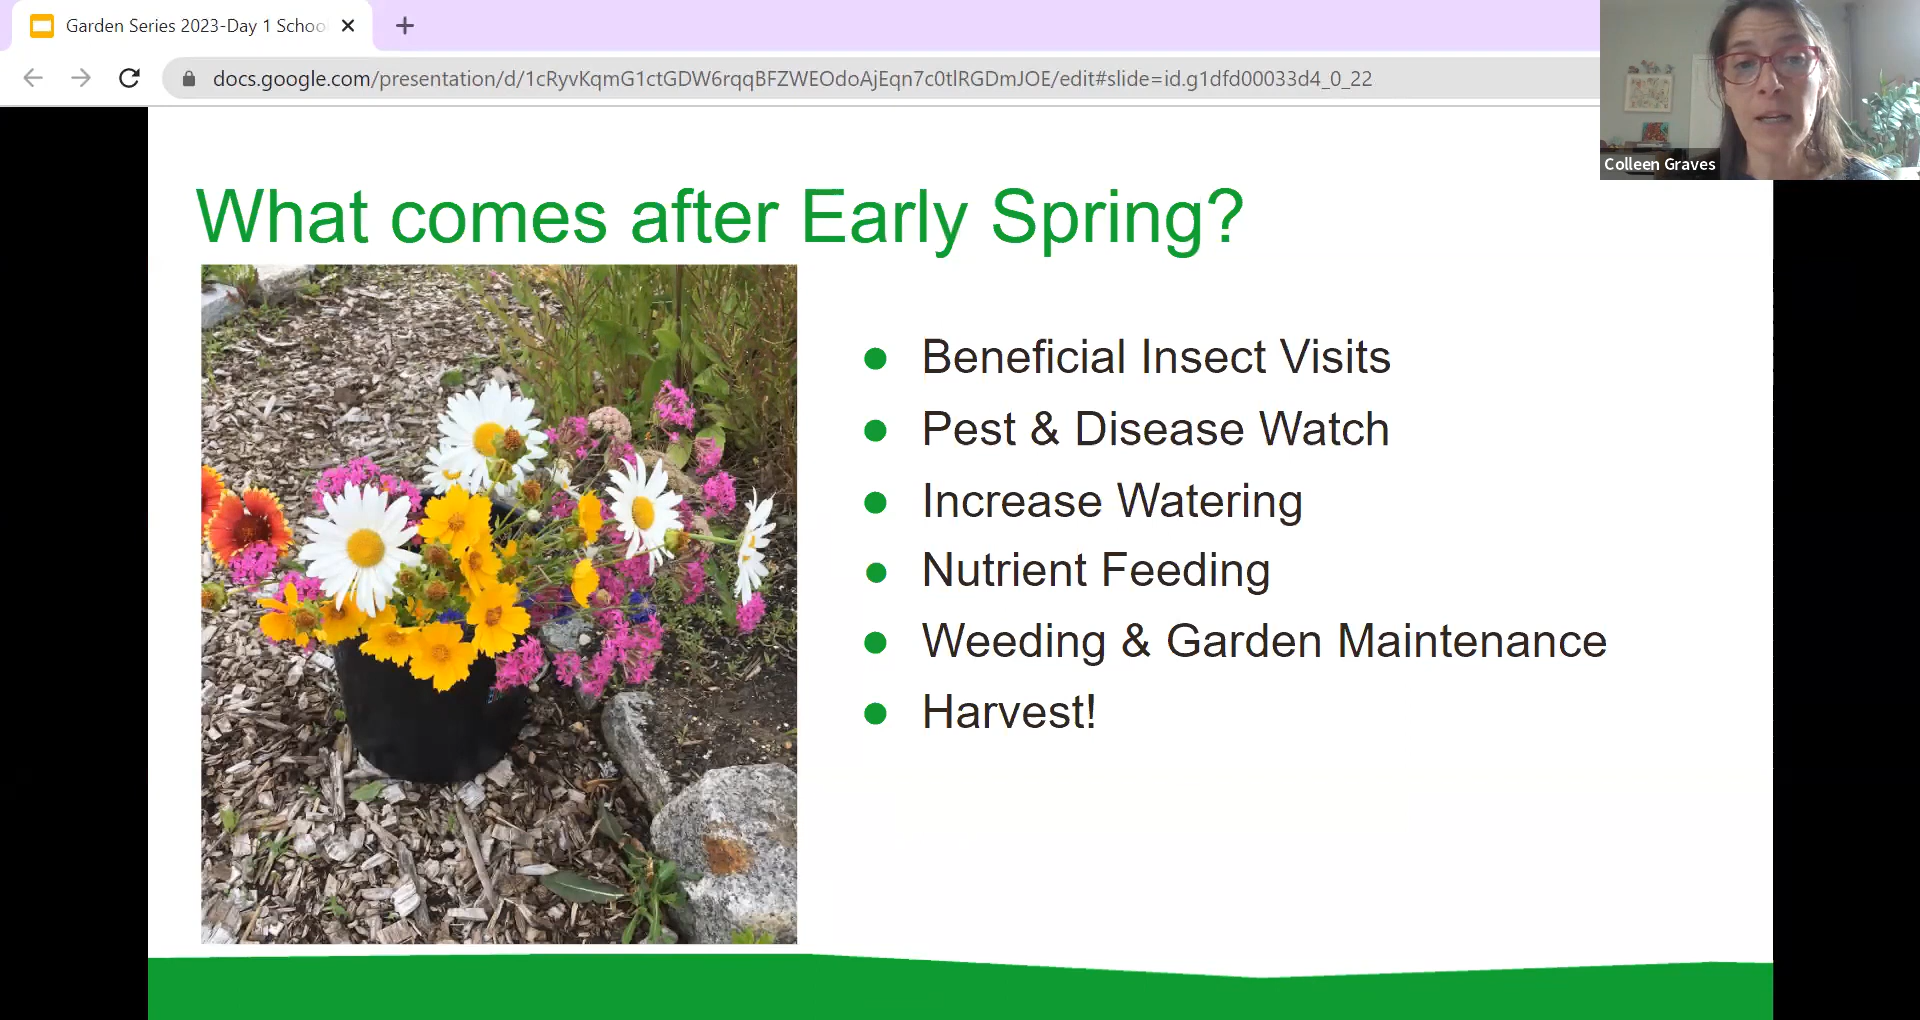 Garden Series 2023-Day 1 Schoo
docs.google.com/presentation/d/1cRyvKqmG1ctGDW6rqqBFZWEOdoAjEqn7c0tlRGDmJOE/edit#slide=id.g1dfd00033d4_0_22
Colleen Graves
What comes after Early Spring?
Beneficial Insect Visits
Pest & Disease Watch
Increase Watering
Nutrient Feeding
Weeding & Garden Maintenance
Harvest!